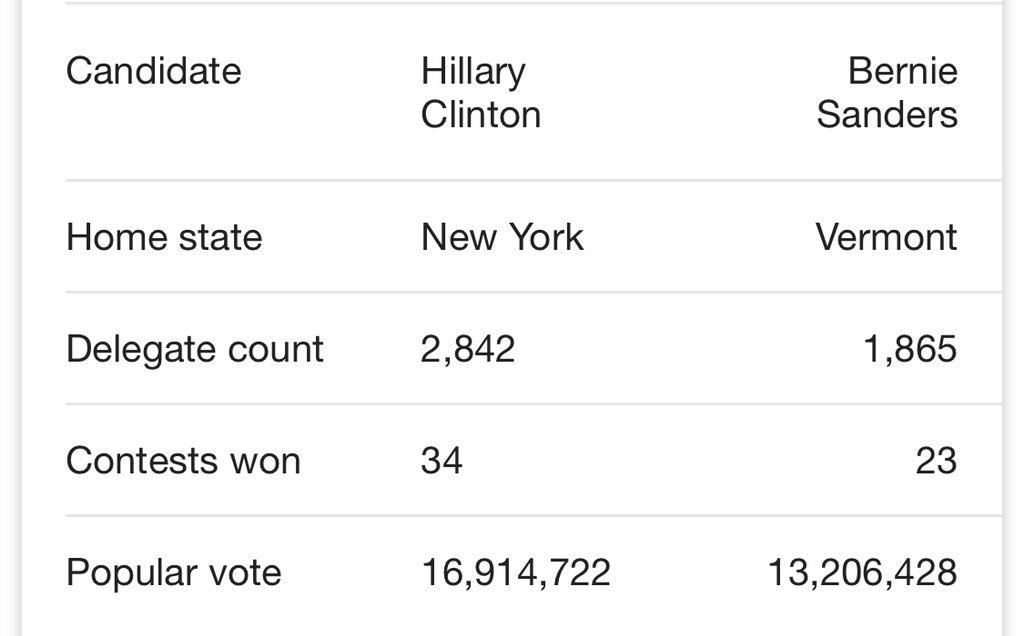 Candidate Hillary Clinton Bernie Sanders
Home state New York Vermont
Delegate count 2,842 1,865
Contests won 34 23
Popular vote 16,914,722 13,206,428